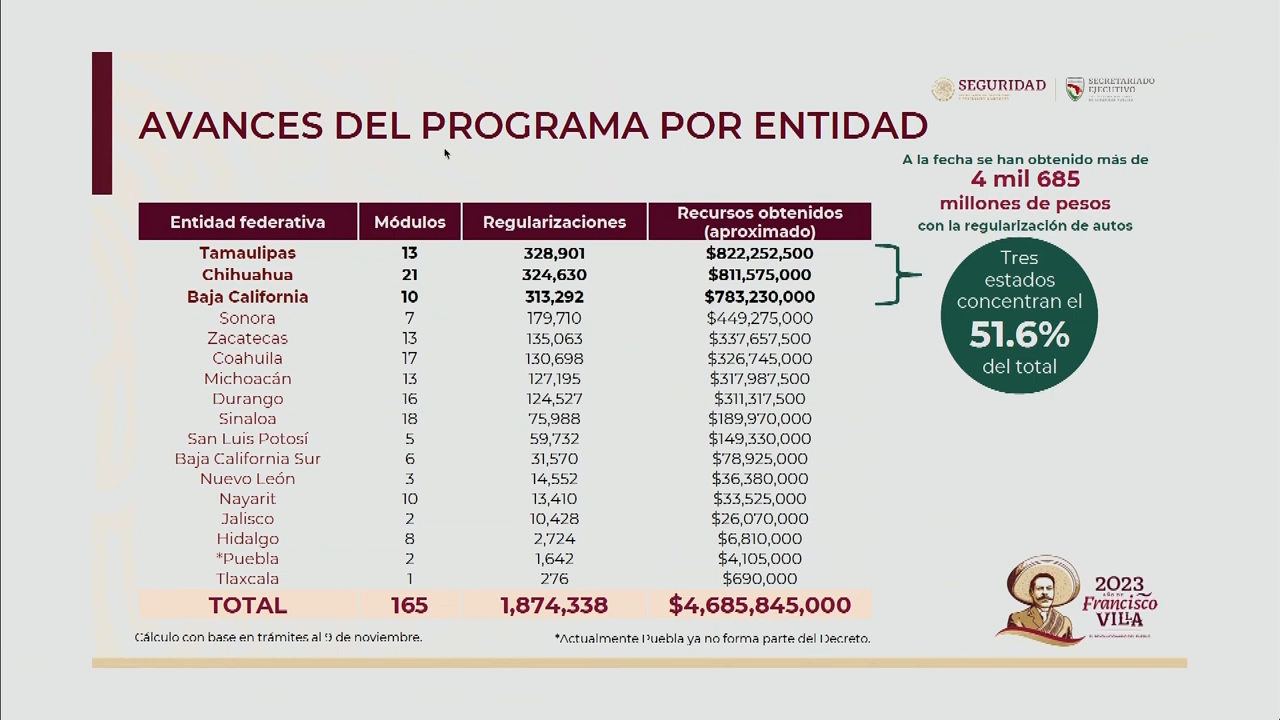 SEGURIDAD
SECRETARIADO
EJECUTIVO
AVANCES DEL PROGRAMA POR ENTIDAD
A la fecha se han obtenido más de
4 mil 685
millones de pesos
con la regularización de autos
Entidad federativa Módulos Regularizaciones Recursos obtenidos (aproximado)
Tamaulipas 13 328,901 $822,252,500
Chihuahua 21 324,630 $811,575,000
Baja California 10 313,292 $783,230,000
Sonora 7 179,710 $449,275,000
Zacatecas 13 135,063 $337,657,500
Coahuila 17 130,698 $326,745,000
Michoacán 13 127,195 $317,987,500
Durango 16 124,527 $311,317,500
Sinaloa 18 75,988 $189,970,000
San Luis Potosí 5 59,732 $149,330,000
Baja California Sur 6 31,570 $78,925,000
Nuevo León 3 14,552 $36,380,000
Nayarit 10 13,410 $33,525,000
Jalisco 2 10,428 $26,070,000
Hidalgo 8 2,724 $6,810,000
*Puebla 2 1,642 $4,105,000
Tlaxcala 1 276 $690,000
TOTAL 165 1,874,338 $4,685,845,000
Tres
estados
concentran el
51.6%
del total
Cálculo con base en trámites al 9 de noviembre.
*Actualmente Puebla ya no forma parte del Decreto.
2023
AÑO DE
Francisco
VILLA